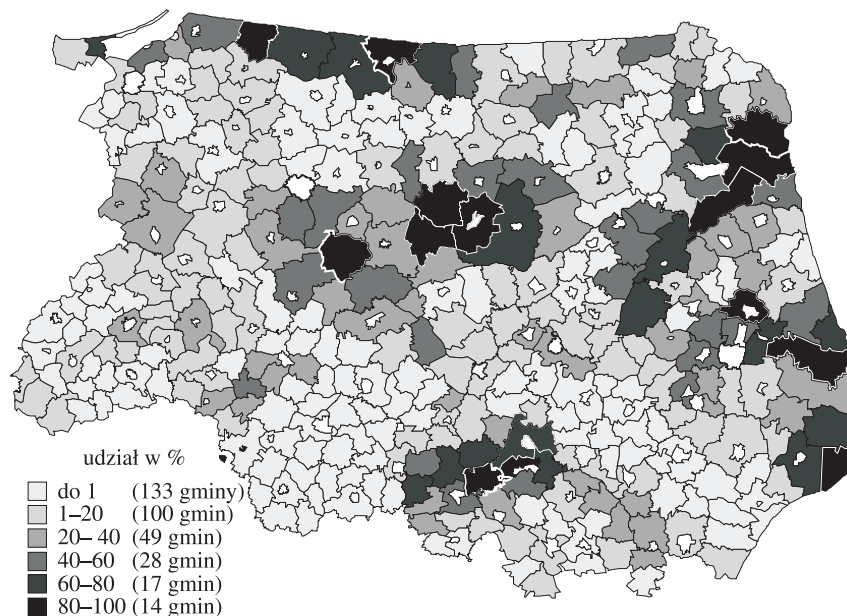 udział w %
do 1 (133 gminy)
1–20 (100 gmin)
20–40 (49 gmin)
40–60 (28 gmin)
60–80 (17 gmin)
80–100 (14 gmin)